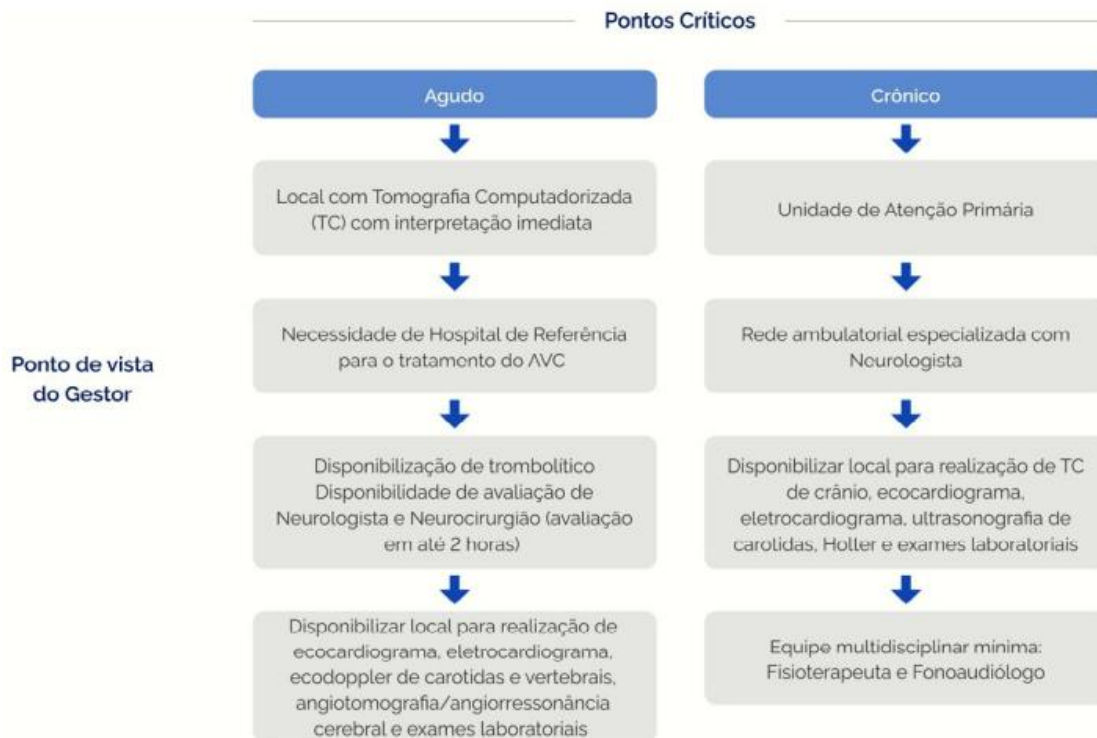 Pontos Críticos
Ponto de vista
do Gestor
Agudo
Local com Tomografia Computadorizada
(TC) com interpretação imediata
Necessidade de Hospital de Referência
para o tratamento do AVC
Disponibilização de trombolítico
Disponibilidade de avaliação de
Neurologista e Neurocirurgião (avaliação
em até 2 horas)
Disponibilizar local para realização de
ecocardiograma, eletrocardiograma,
ecodoppler de carotidas e vertebrais,
angiotomografia/angiorressonância
cerebral e exames laboratoriais
Crônico
Unidade de Atenção Primária
Rede ambulatorial especializada com
Neurologista
Disponibilizar local para realização de TC
de crânio, ecocardiograma,
eletrocardiograma, ultrasonografia de
carotidas, Holter e exames laboratoriais
Equipe multidisciplinar mínima:
Fisioterapeuta e Fonoaudiólogo